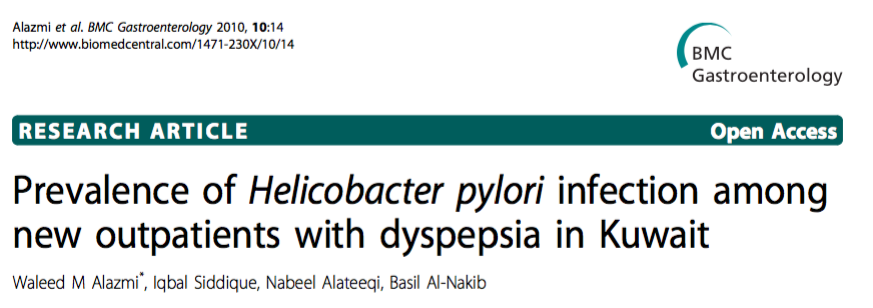 Alazmi et al. BMC Gastroenterology 2010, 10:14
http://www.biomedcentral.com/1471-230X/10/14
BMC
Gastroenterology
RESEARCH ARTICLE Open Access
Prevalence of Helicobacter pylori infection among
new outpatients with dyspepsia in Kuwait
Waleed M Alazmi*, Iqbal Siddique, Nabeel Alateeqi, Basil Al-Nakib